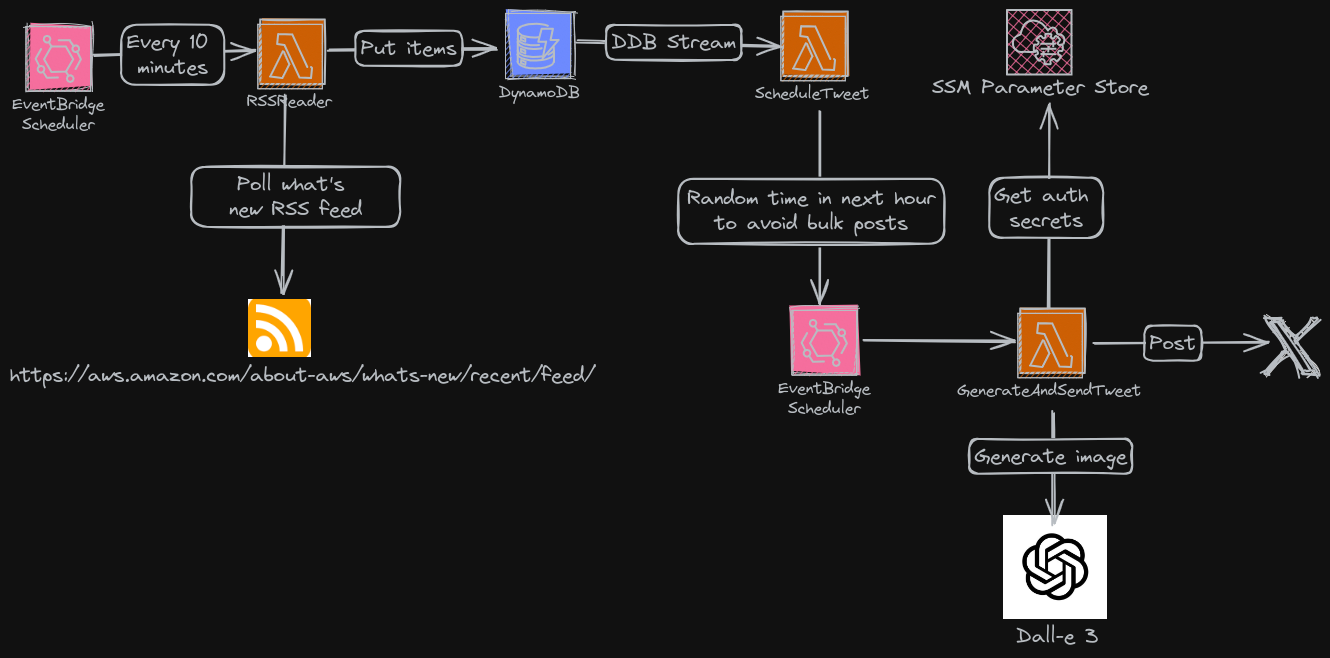 Every 10
minutes
EventBridge
Scheduler
RSSReader
Put items
DynamoDB
DDB Stream
ScheduleTweet
SSM Parameter Store
Poll what's
new RSS feed
https://aws.amazon.com/about-aws/whats-new/recent/feed/
Random time in next hour
to avoid bulk posts
Get auth
secrets
EventBridge
Scheduler
GenerateAndSendTweet
Post
X
Generate image
Dall-e 3